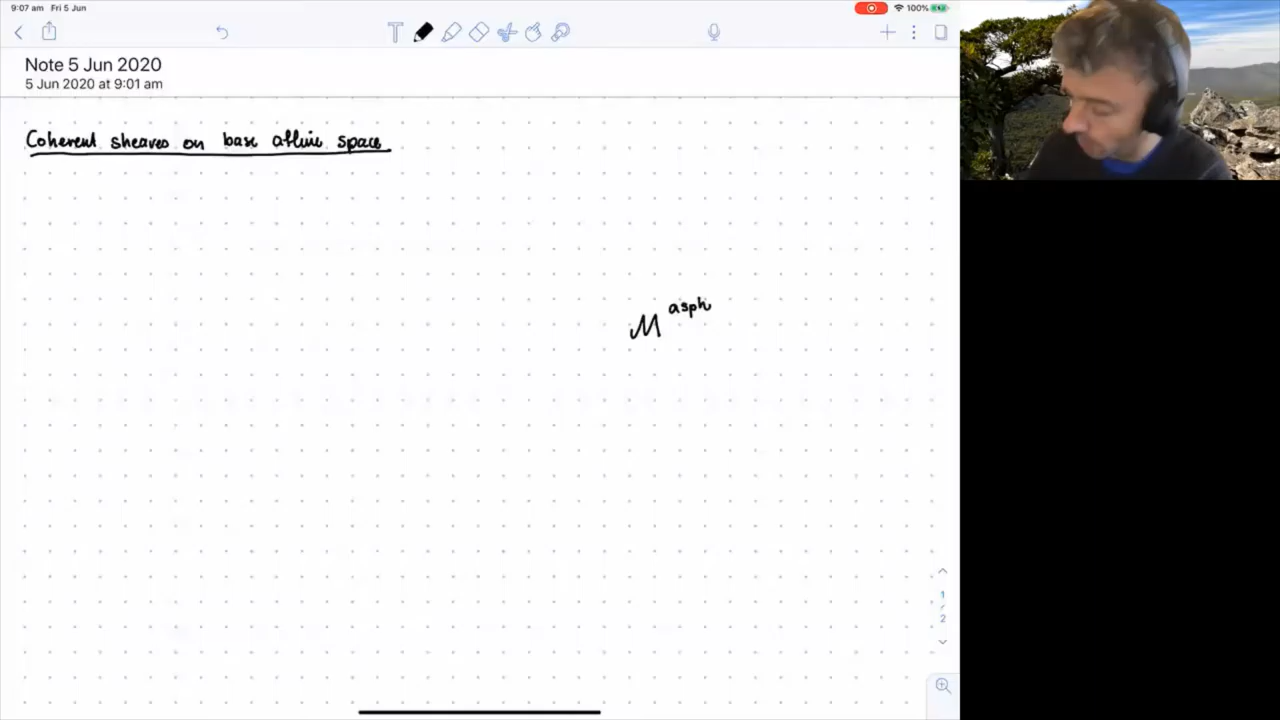 9:07 am Fri 5 Jun
100%
T
Note 5 Jun 2020
5 Jun 2020 at 9:01 am
Coherent sheaves on base affine space
M^asph
1
2